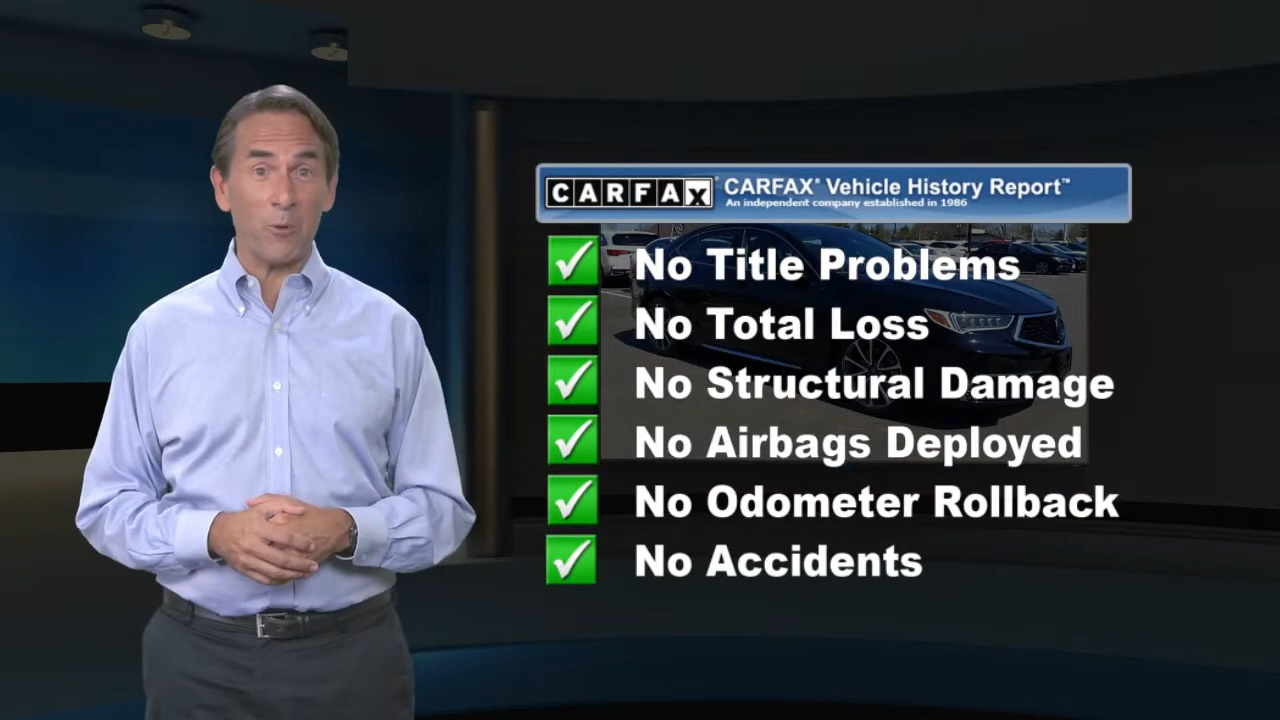 CARFAX CARFAX® Vehicle History Report™
An independent company established in 1986
No Title Problems
No Total Loss
No Structural Damage
No Airbags Deployed
No Odometer Rollback
No Accidents